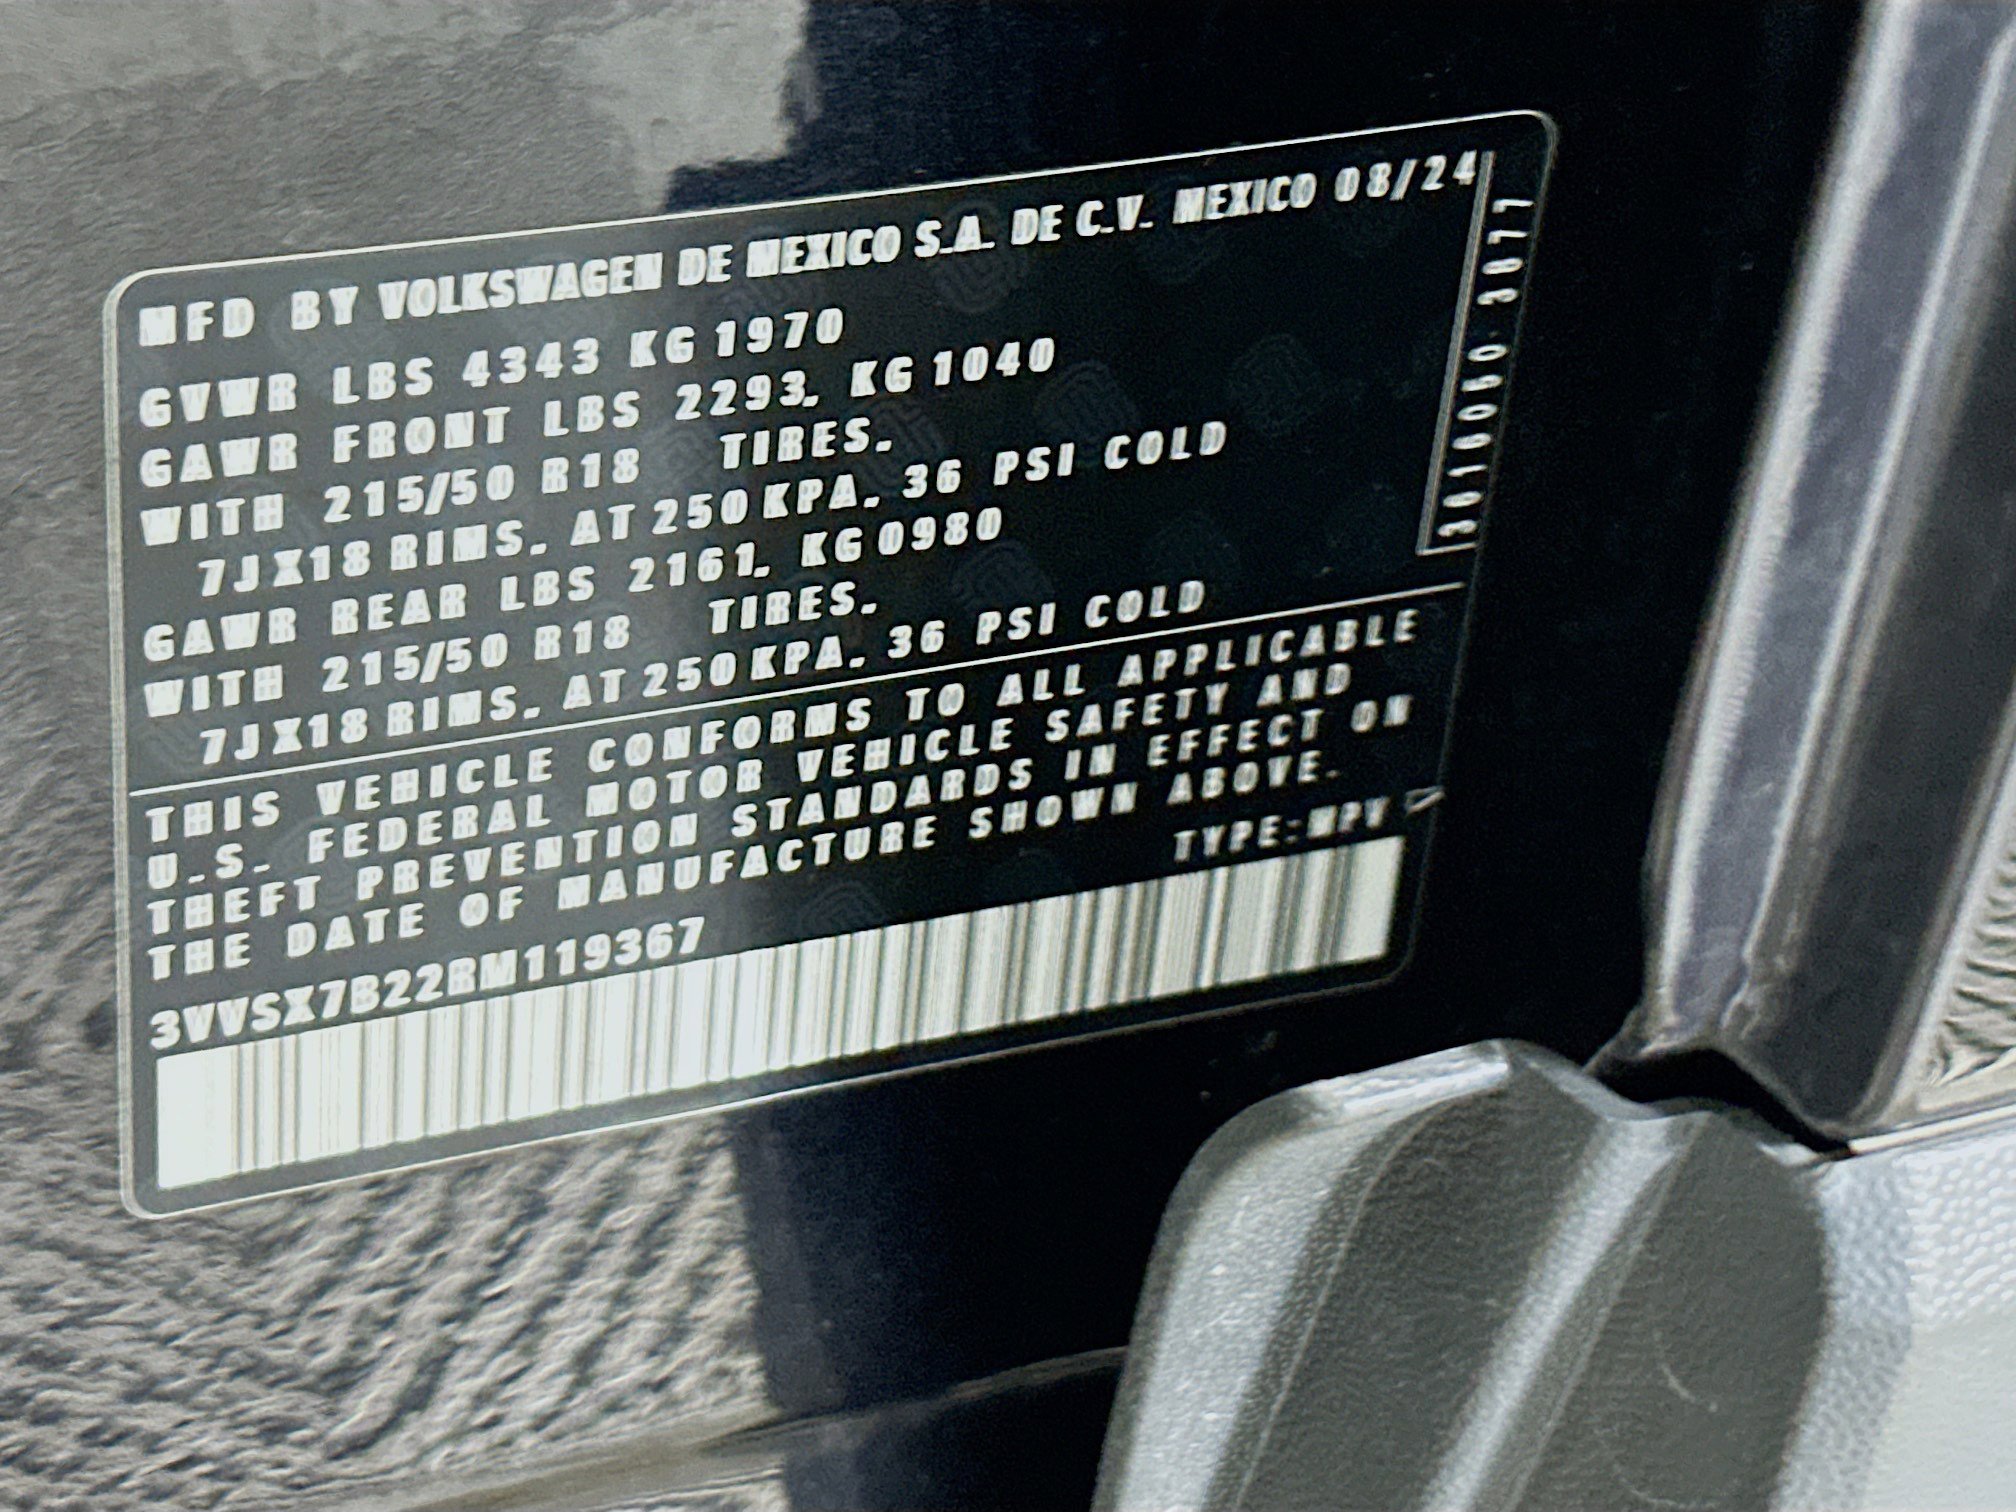 MFD BY VOLKSWAGEN DE MEXICO S.A. DE C.V. MEXICO 08/24
GVWR LBS 4343 KG 1970
GAWR FRONT LBS 2293, KG 1040
WITH 215/50 R18 TIRES.
7JX18 RIMS. AT 250 KPA. 36 PSI COLD
GAWR REAR LBS 2161, KG 0980
WITH 215/50 R18 TIRES.
7JX18 RIMS. AT 250 KPA. 36 PSI COLD
THIS VEHICLE CONFORMS TO ALL APPLICABLE
U.S. FEDERAL MOTOR VEHICLE SAFETY AND
THEFT PREVENTION STANDARDS IN EFFECT ON
THE DATE OF MANUFACTURE SHOWN ABOVE.
TYPE: MPV
3VVSX7B22RM119367